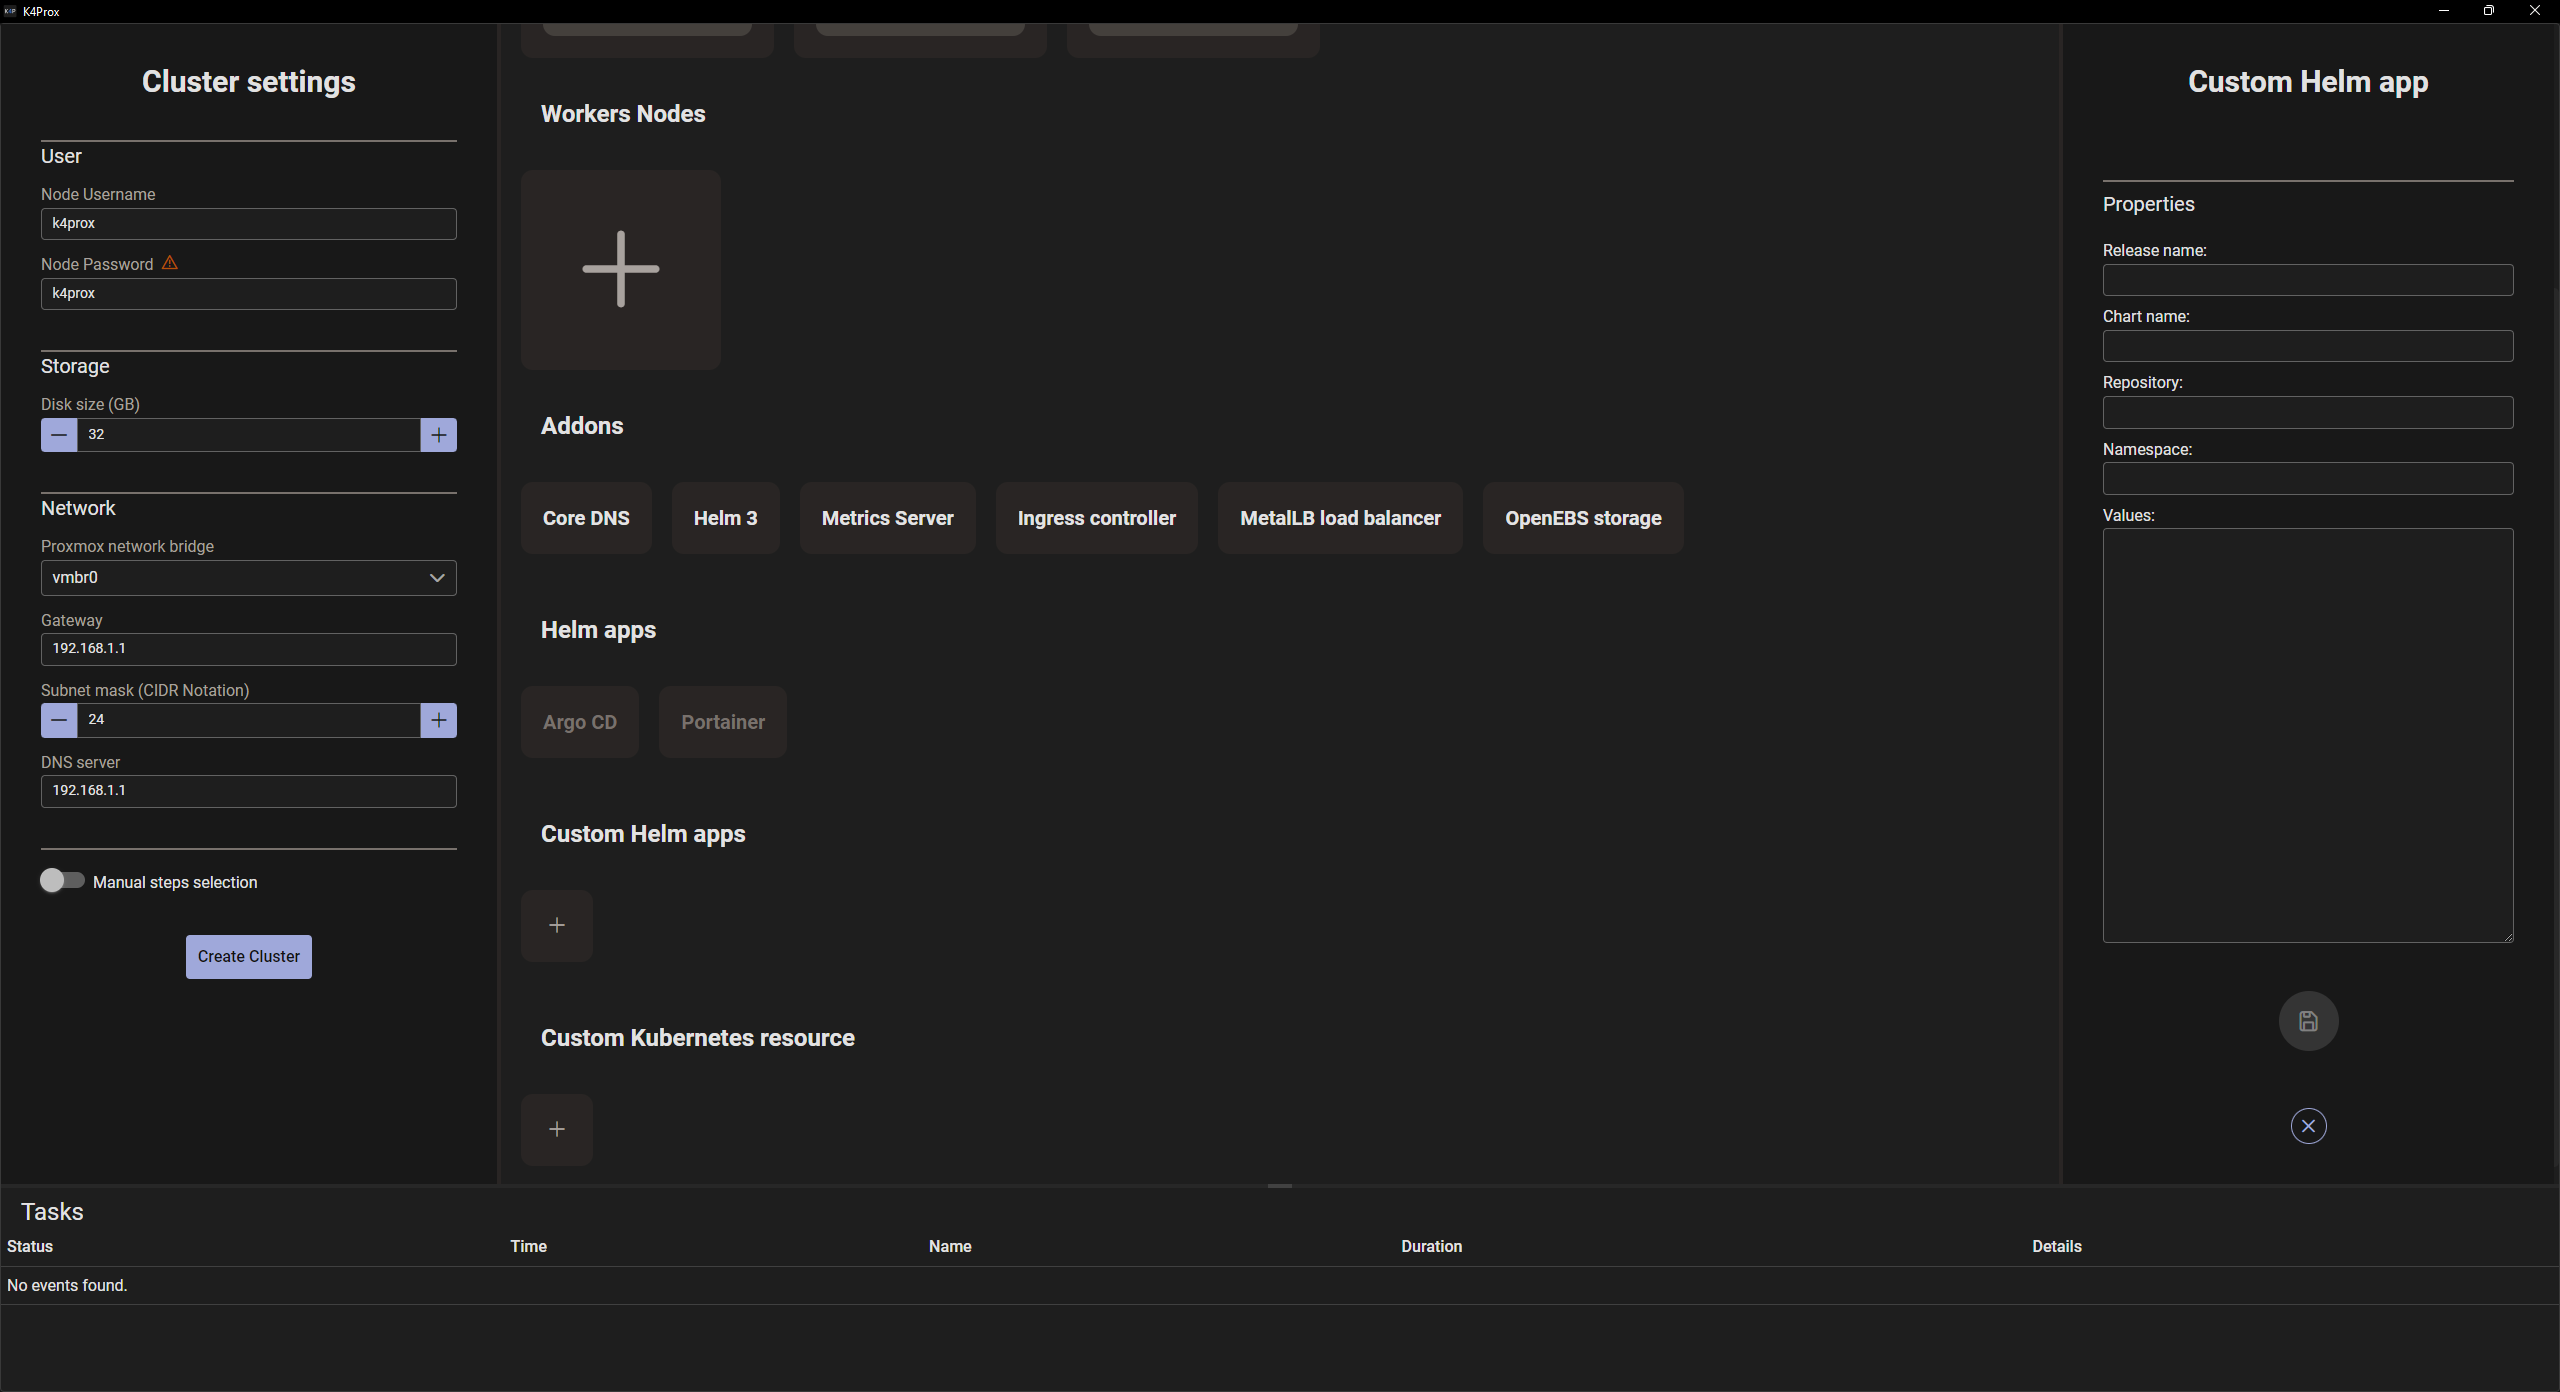 K4Prox
Cluster settings
User
Node Username
k4prox
Node Password
k4prox
Storage
Disk size (GB)
32
Network
Proxmox network bridge
vmbr0
Gateway
192.168.1.1
Subnet mask (CIDR Notation)
24
DNS server
192.168.1.1
Manual steps selection
Create Cluster
Workers Nodes
Addons
Core DNS
Helm 3
Metrics Server
Ingress controller
MetalLB load balancer
OpenEBS storage
Helm apps
Argo CD
Portainer
Custom Helm apps
Custom Kubernetes resource
Custom Helm app
Properties
Release name:
Chart name:
Repository:
Namespace:
Values:
Tasks
Status Time Name Duration Details
No events found.